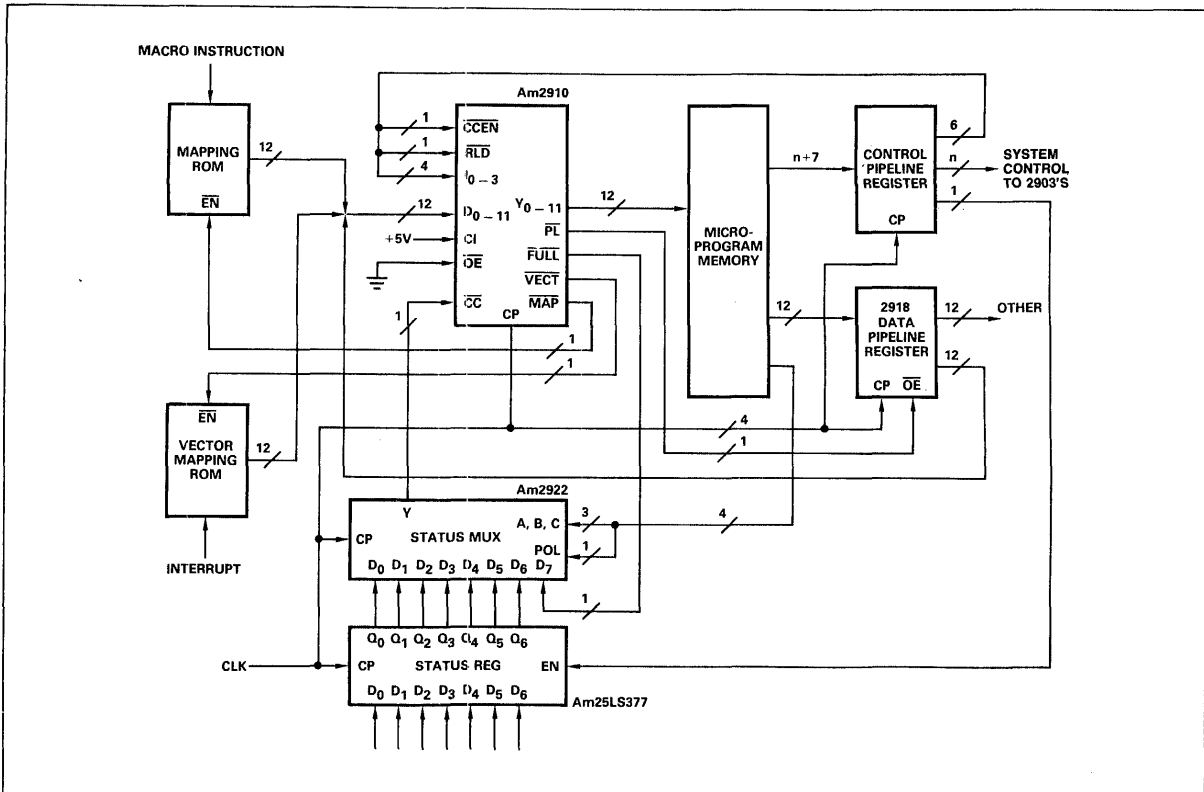 MACRO INSTRUCTION
MAPPING
ROM
EN
12
Am2910
1
CCEN
1
RLD
4
I0–3
12
D0–11
+5V
CI
OE
1
CC
CP
Y0–11
12
PL
FULL
VECT
MAP
1
1
MICRO-
PROGRAM
MEMORY
n+7
CONTROL
PIPELINE
REGISTER
CP
6
n
1
SYSTEM
CONTROL
TO 2903'S
12
2918
DATA
PIPELINE
REGISTER
CP OE
12
OTHER
12
4
1
EN
VECTOR
MAPPING
ROM
12
INTERRUPT
Am2922
Y
CP
STATUS MUX
A, B, C
POL
3
1
4
D0 D1 D2 D3 D4 D5 D6 D7
1
Q0 Q1 Q2 Q3 Q4 Q5 Q6
CLK
CP
STATUS REG
EN
D0 D1 D2 D3 D4 D5 D6
Am25LS377